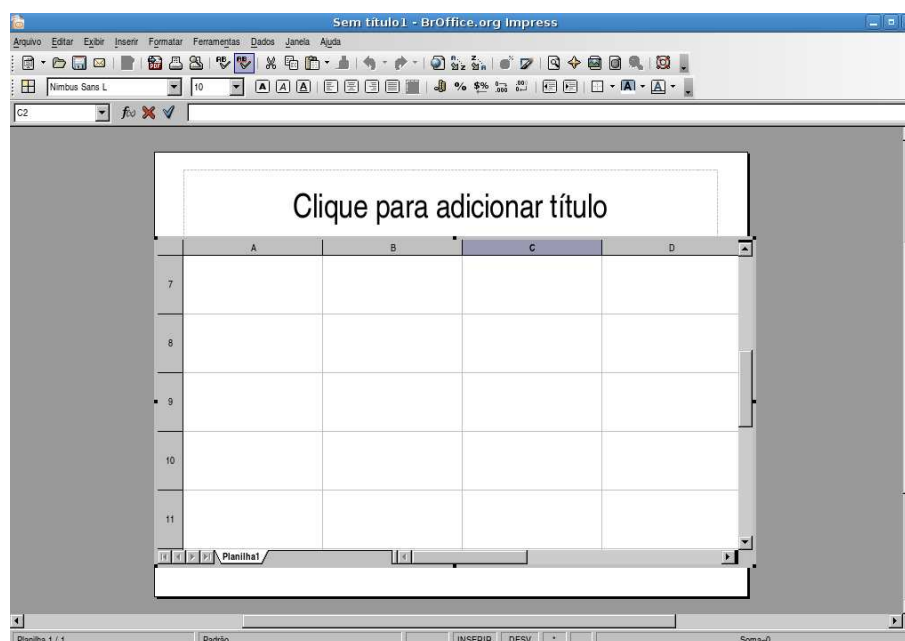 Sem título1 - BrOffice.org Impress
Arquivo Editar Exibir Inserir Formatar Ferramentas Dados Janela Ajuda
Nimbus Sans L 10
C2
Clique para adicionar título
A B C D
7
8
9
10
11
Planilha1
Planilha 1 / 1 Padrão INSERIR DESV * Soma=0